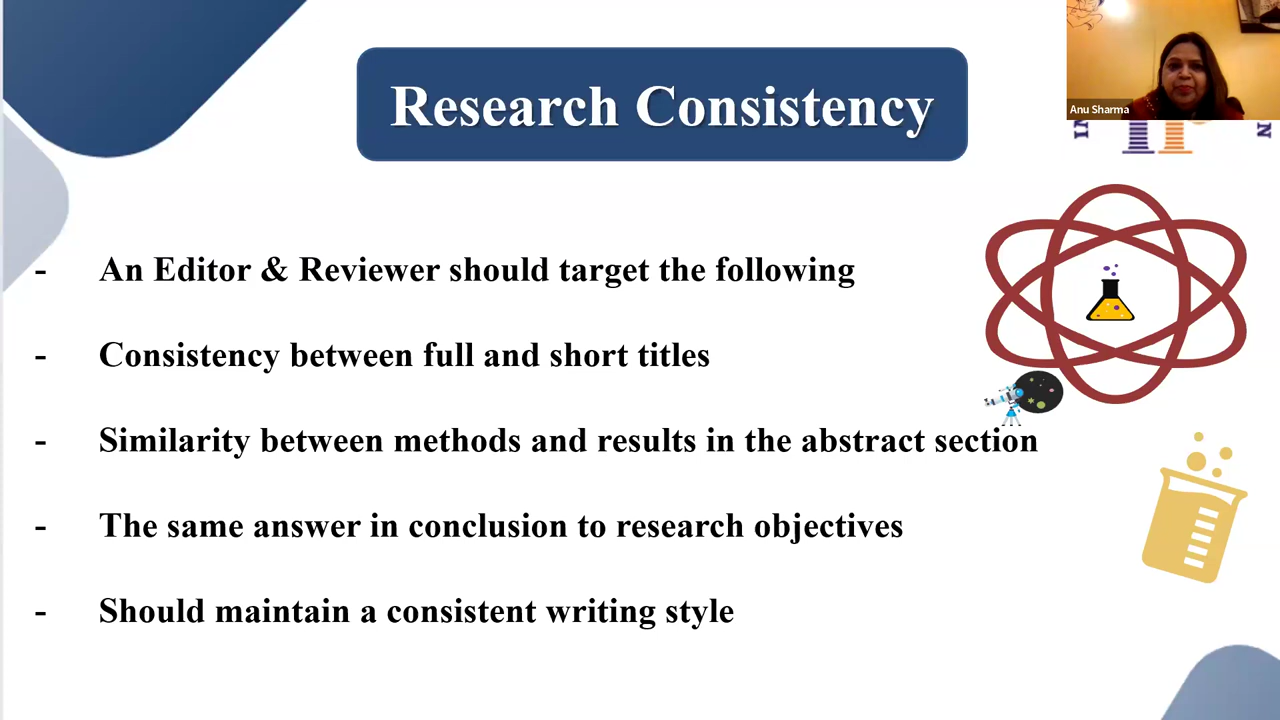 Research Consistency
Anu Sharma
- An Editor & Reviewer should target the following
- Consistency between full and short titles
- Similarity between methods and results in the abstract section
- The same answer in conclusion to research objectives
- Should maintain a consistent writing style